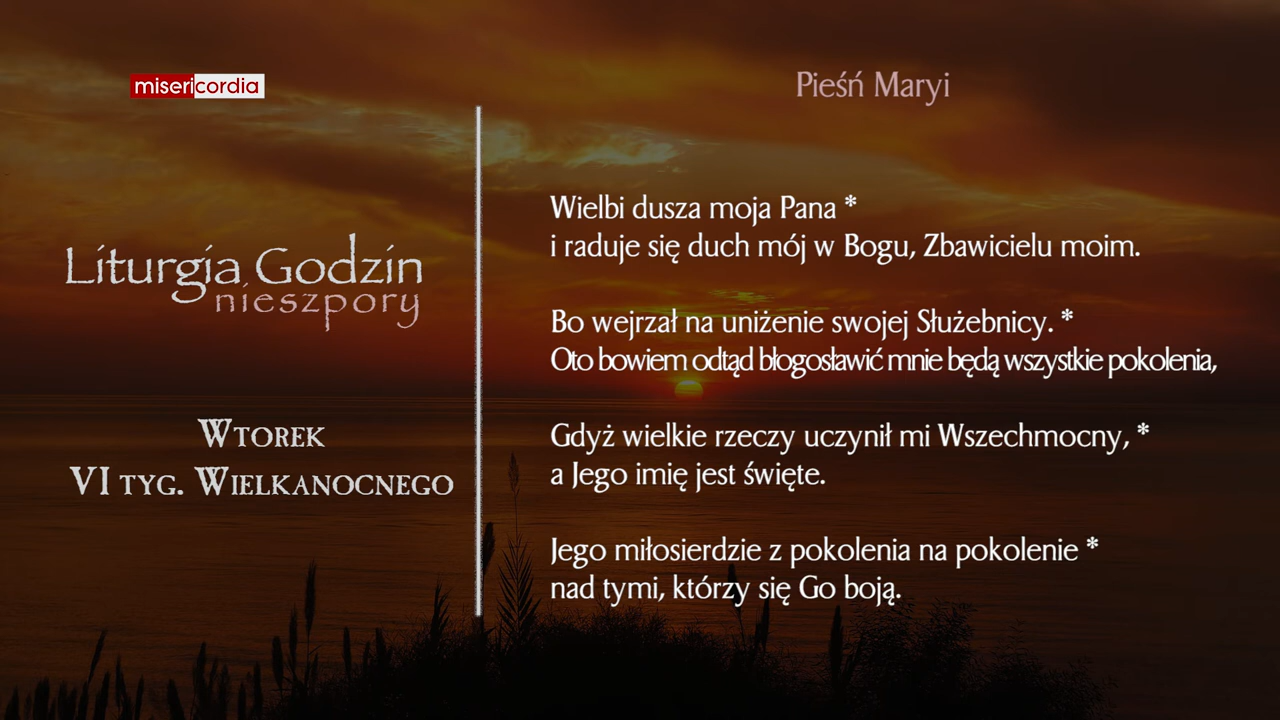 misericordia
Liturgia Godzin
nieszpory
Wtorek
VI tyg. Wielkanocnego
Pieśń Maryi
Wielbi dusza moja Pana *
i raduje się duch mój w Bogu, Zbawicielu moim.
Bo wejrzał na uniżenie swojej Służebnicy. *
Oto bowiem odtąd błogosławić mnie będą wszystkie pokolenia,
Gdyż wielkie rzeczy uczynił mi Wszechmocny, *
a Jego imię jest święte.
Jego miłosierdzie z pokolenia na pokolenie *
nad tymi, którzy się Go boją.